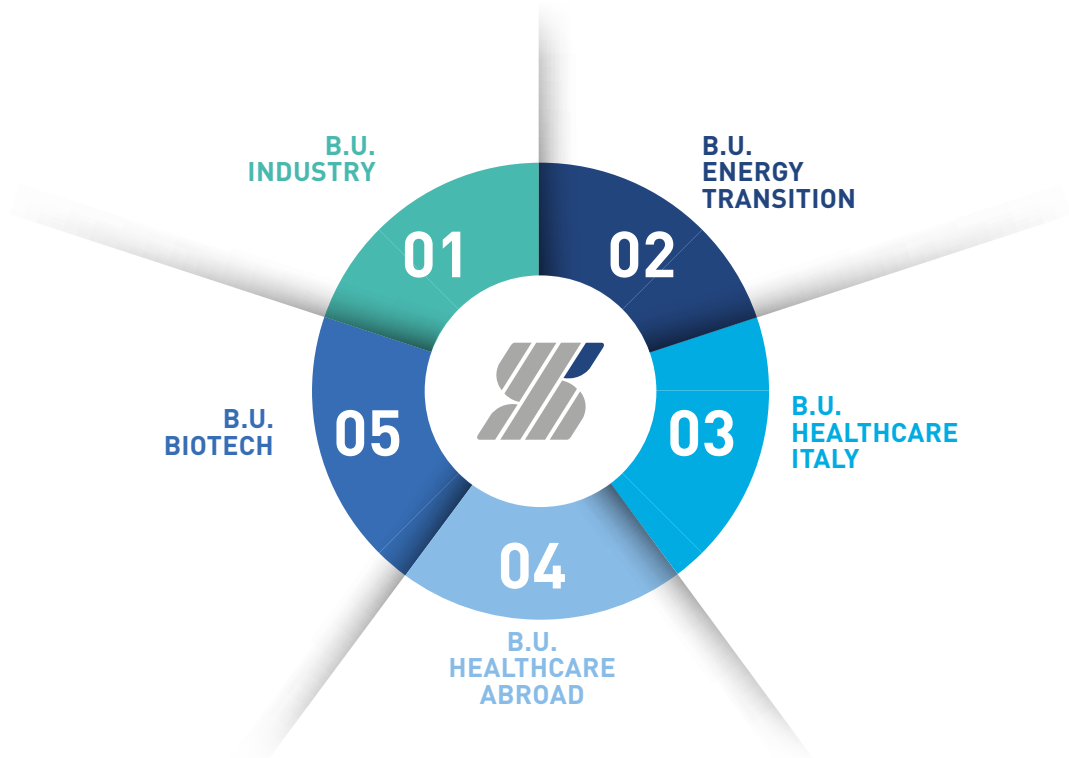 B.U.
INDUSTRY
01
B.U.
ENERGY
TRANSITION
02
B.U.
HEALTHCARE
ITALY
03
B.U.
HEALTHCARE
ABROAD
04
B.U.
BIOTECH
05